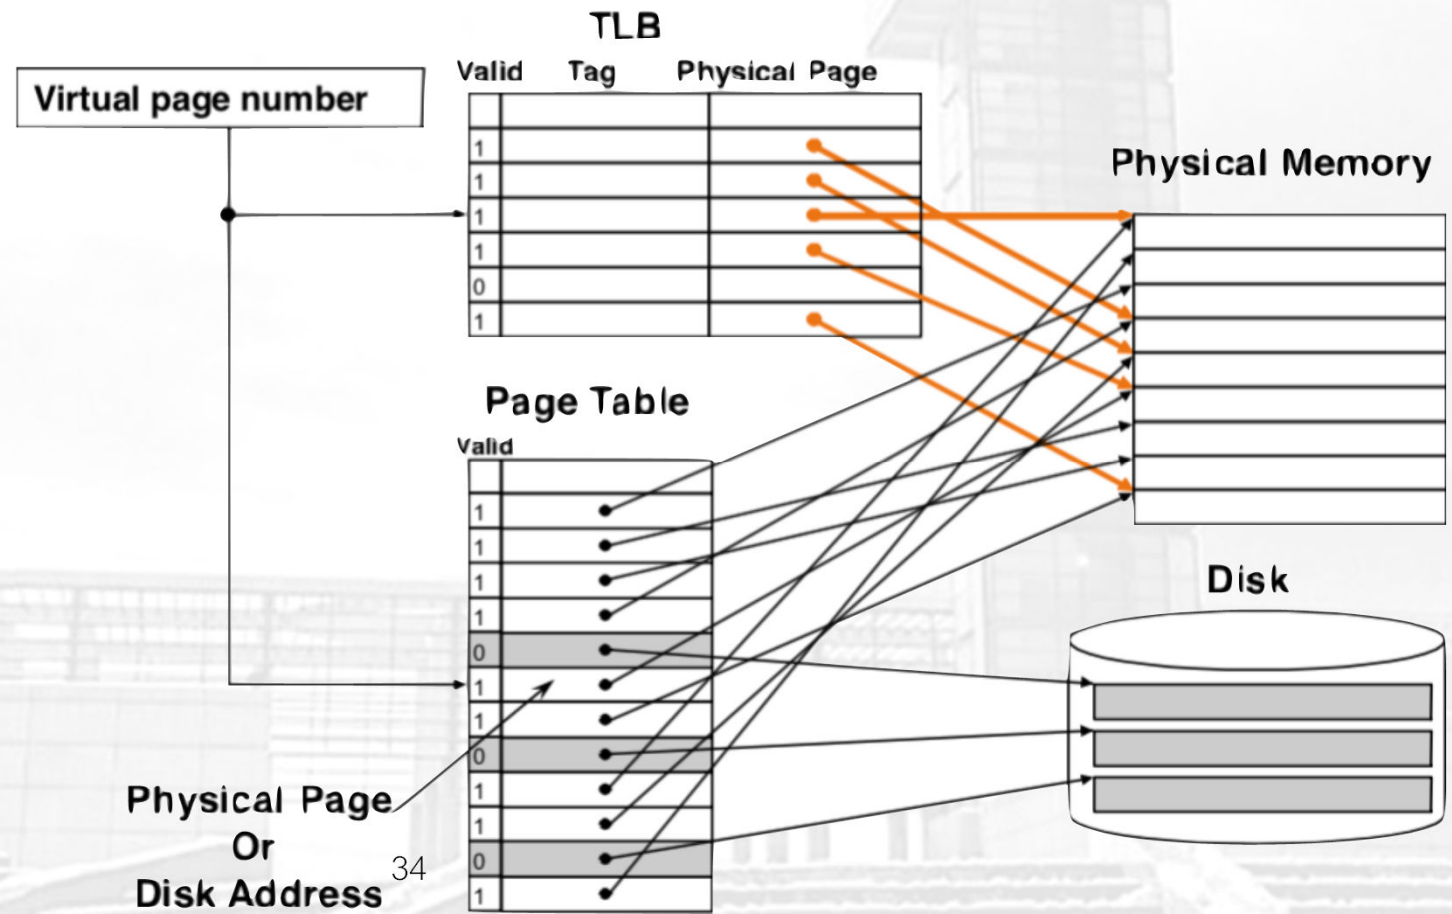 TLB
Valid Tag Physical Page
Virtual page number
1
1
1
1
0
1
Physical Memory
Page Table
Valid
1
1
1
1
0
1
1
0
1
1
0
1
Disk
Physical Page
Or
Disk Address
34